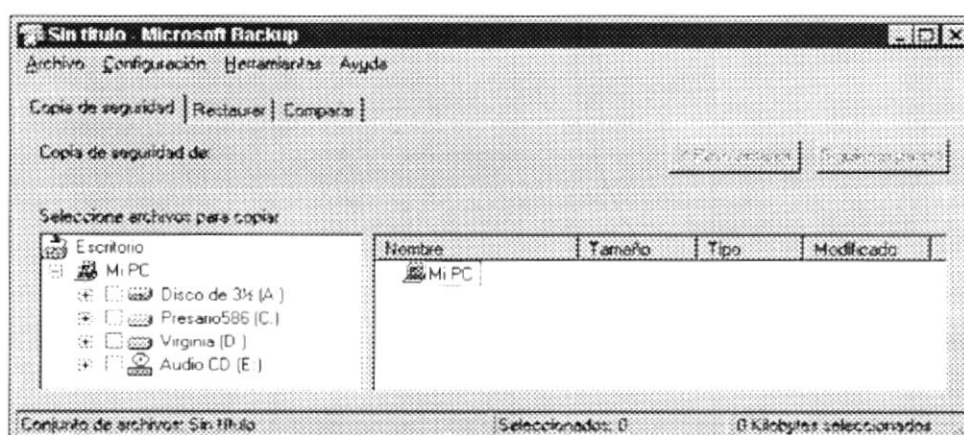 Sin título - Microsoft Backup
Archivo Configuración Herramientas Ayuda
Copia de seguridad Restaurar Comparar
Copia de seguridad de:
Seleccione archivos para copiar
Escritorio
Mi PC
Disco de 3½ (A:)
Presario586 (C:)
Virginia (D:)
Audio CD (E:)
Nombre Tamaño Tipo Modificado
Mi PC
Conjunto de archivos: Sin título Seleccionados: 0 0 Kilobytes seleccionados